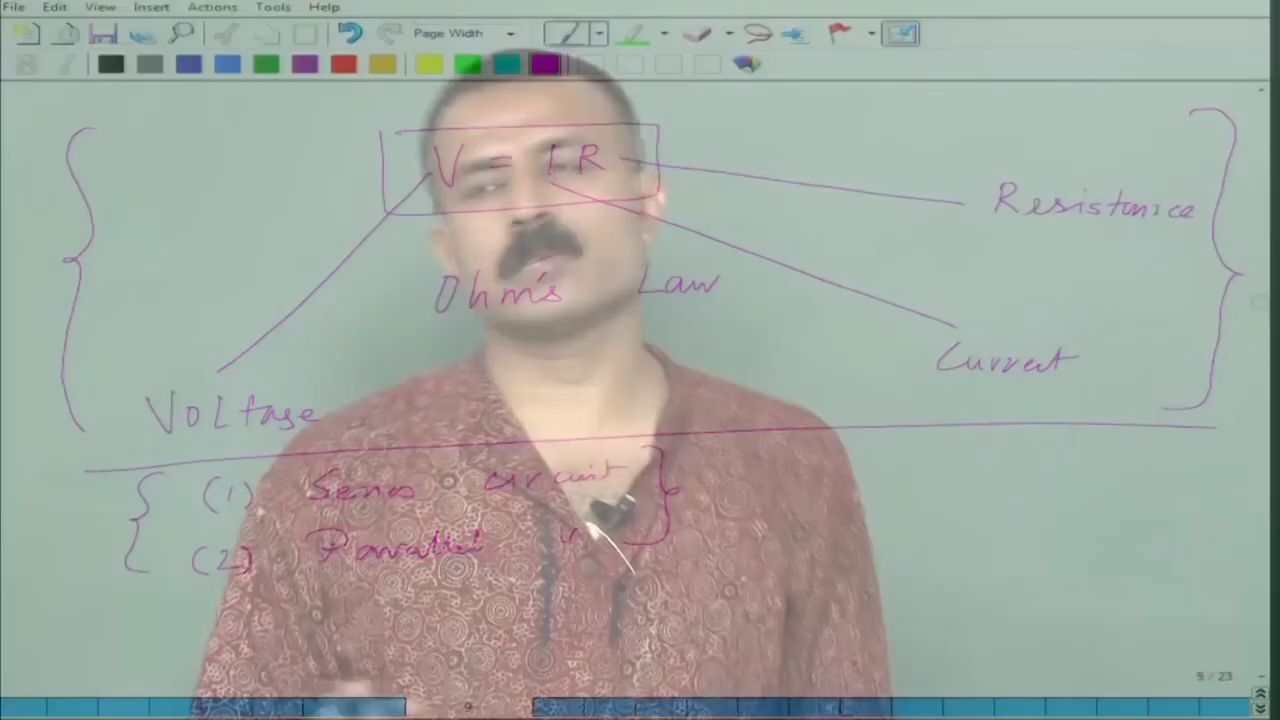 File Edit View Insert Actions Tools Help
Page Width
V = IR
Resistance
Ohm's Law
Current
Voltage
(1) Series circuit
(2) Parallel "
9 / 23
9